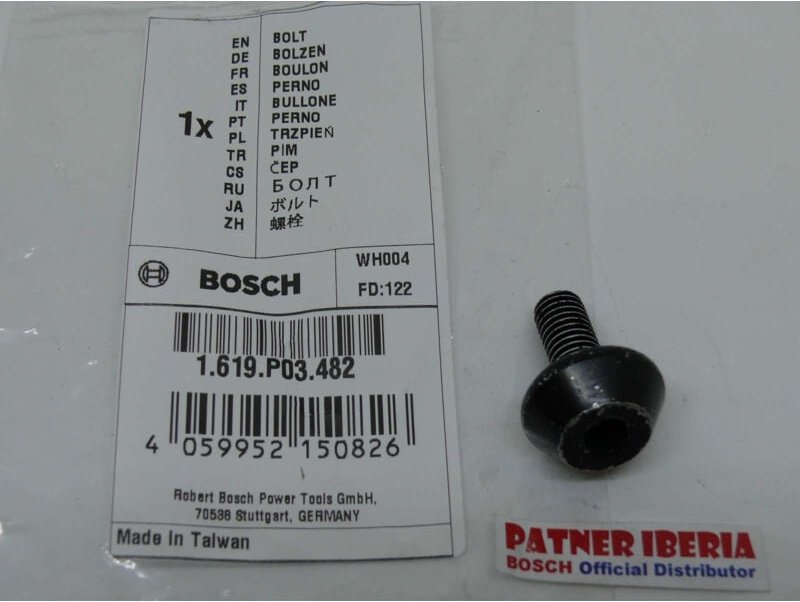 1x
EN BOLT
DE BOLZEN
FR BOULON
ES PERNO
IT BULLONE
PT PERNO
PL TRZPIEŃ
TR PIM
CS ČEP
RU БОЛТ
JA ボルト
ZH 螺栓
BOSCH
WH004
FD:122
1.619.P03.482
4 059952 150826
Robert Bosch Power Tools GmbH,
70538 Stuttgart, GERMANY
Made in Taiwan
PATNER IBERIA
BOSCH Official Distributor